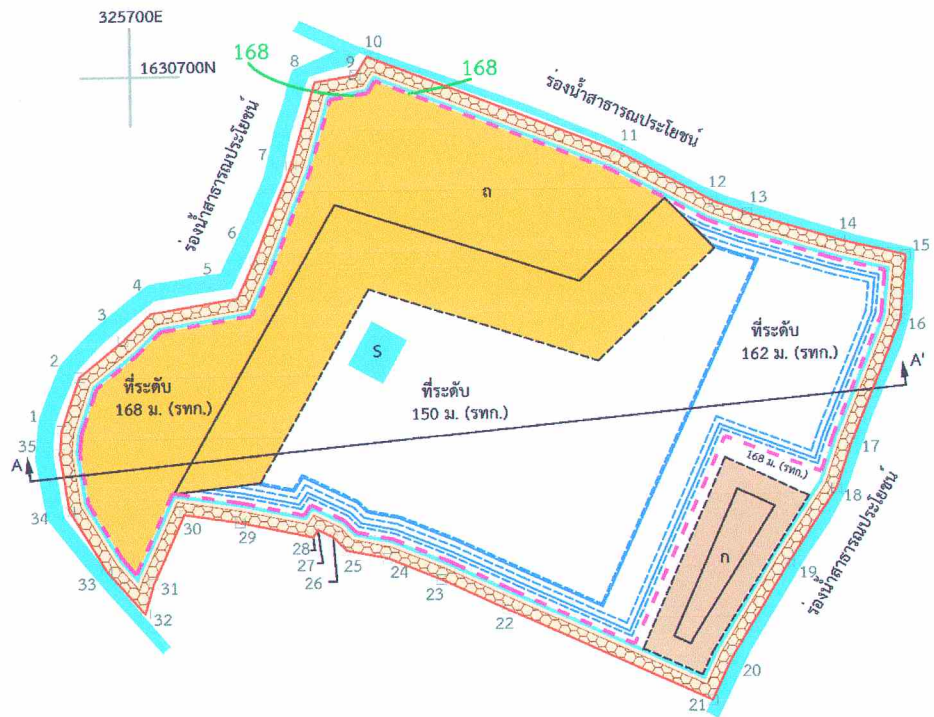 325700E
1630700N
168
168
8
9
10
ร่องน้ำสาธารณประโยชน์
11
7
ร่องน้ำสาธารณประโยชน์
12
13
ถ
14
15
6
5
4
3
16
ที่ระดับ
162 ม. (รทก.)
S
2
ที่ระดับ
168 ม. (รทก.)
ที่ระดับ
150 ม. (รทก.)
A'
1
35
17
A
168 ม. (รทก.)
18
34
30
29
28
27
26
25
24
23
22
ก
19
ร่องน้ำสาธารณประโยชน์
33
31
32
20
21